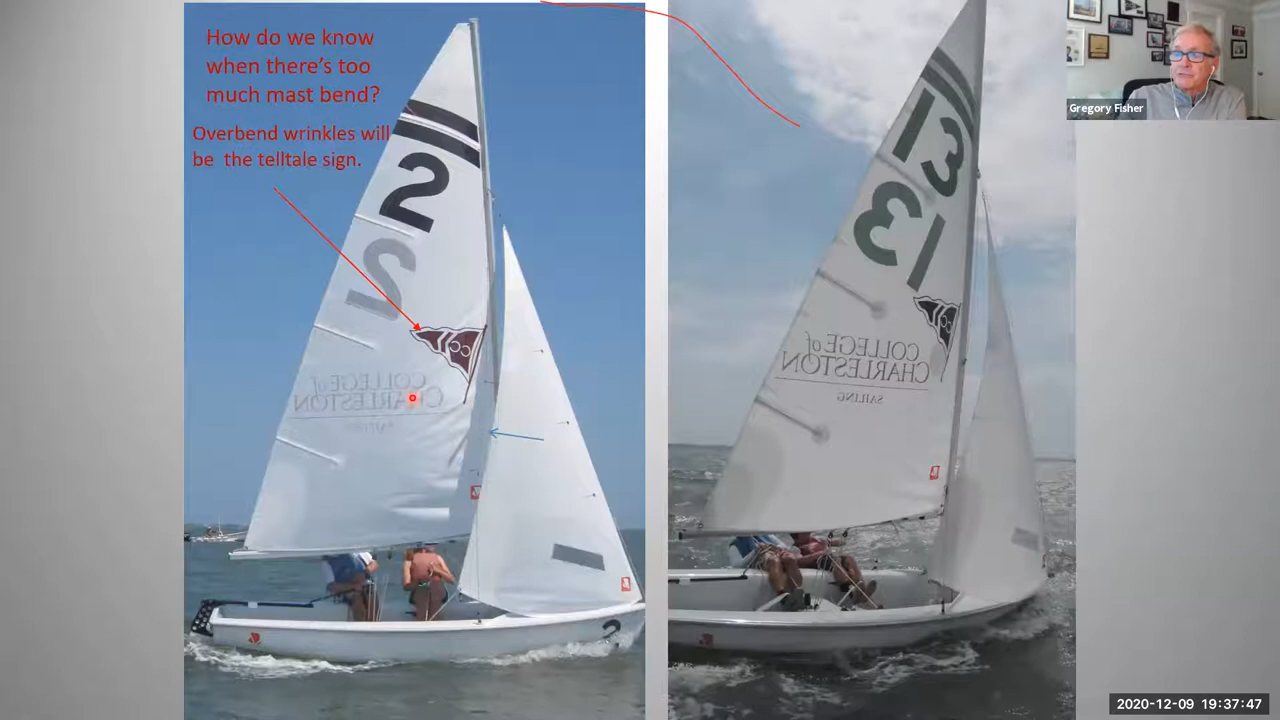 How do we know
when there's too
much mast bend?
Overbend wrinkles will
be the telltale sign.
2
2
COLLEGE of
CHARLESTON
2
31
13
COLLEGE of
CHARLESTON
SAILING
Gregory Fisher
2020-12-09 19:37:47